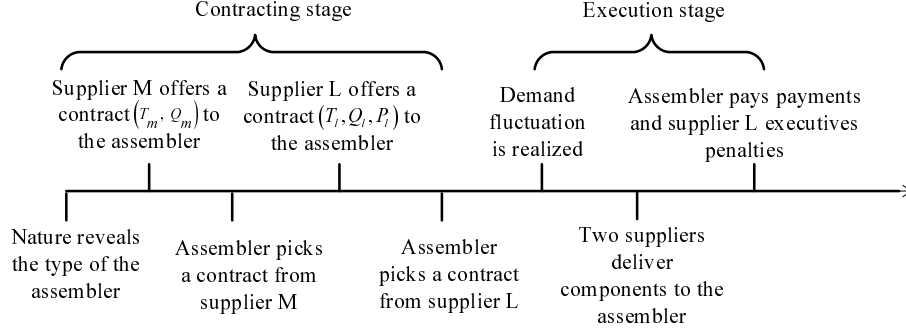 Contracting stage
Execution stage
Supplier M offers a
contract (T_m, Q_m) to
the assembler
Supplier L offers a
contract (T_l, Q_l, P_l) to
the assembler
Demand
fluctuation
is realized
Assembler pays payments
and supplier L executives
penalties
Nature reveals
the type of the
assembler
Assembler picks
a contract from
supplier M
Assembler
picks a contract
from supplier L
Two suppliers
deliver
components to the
assembler